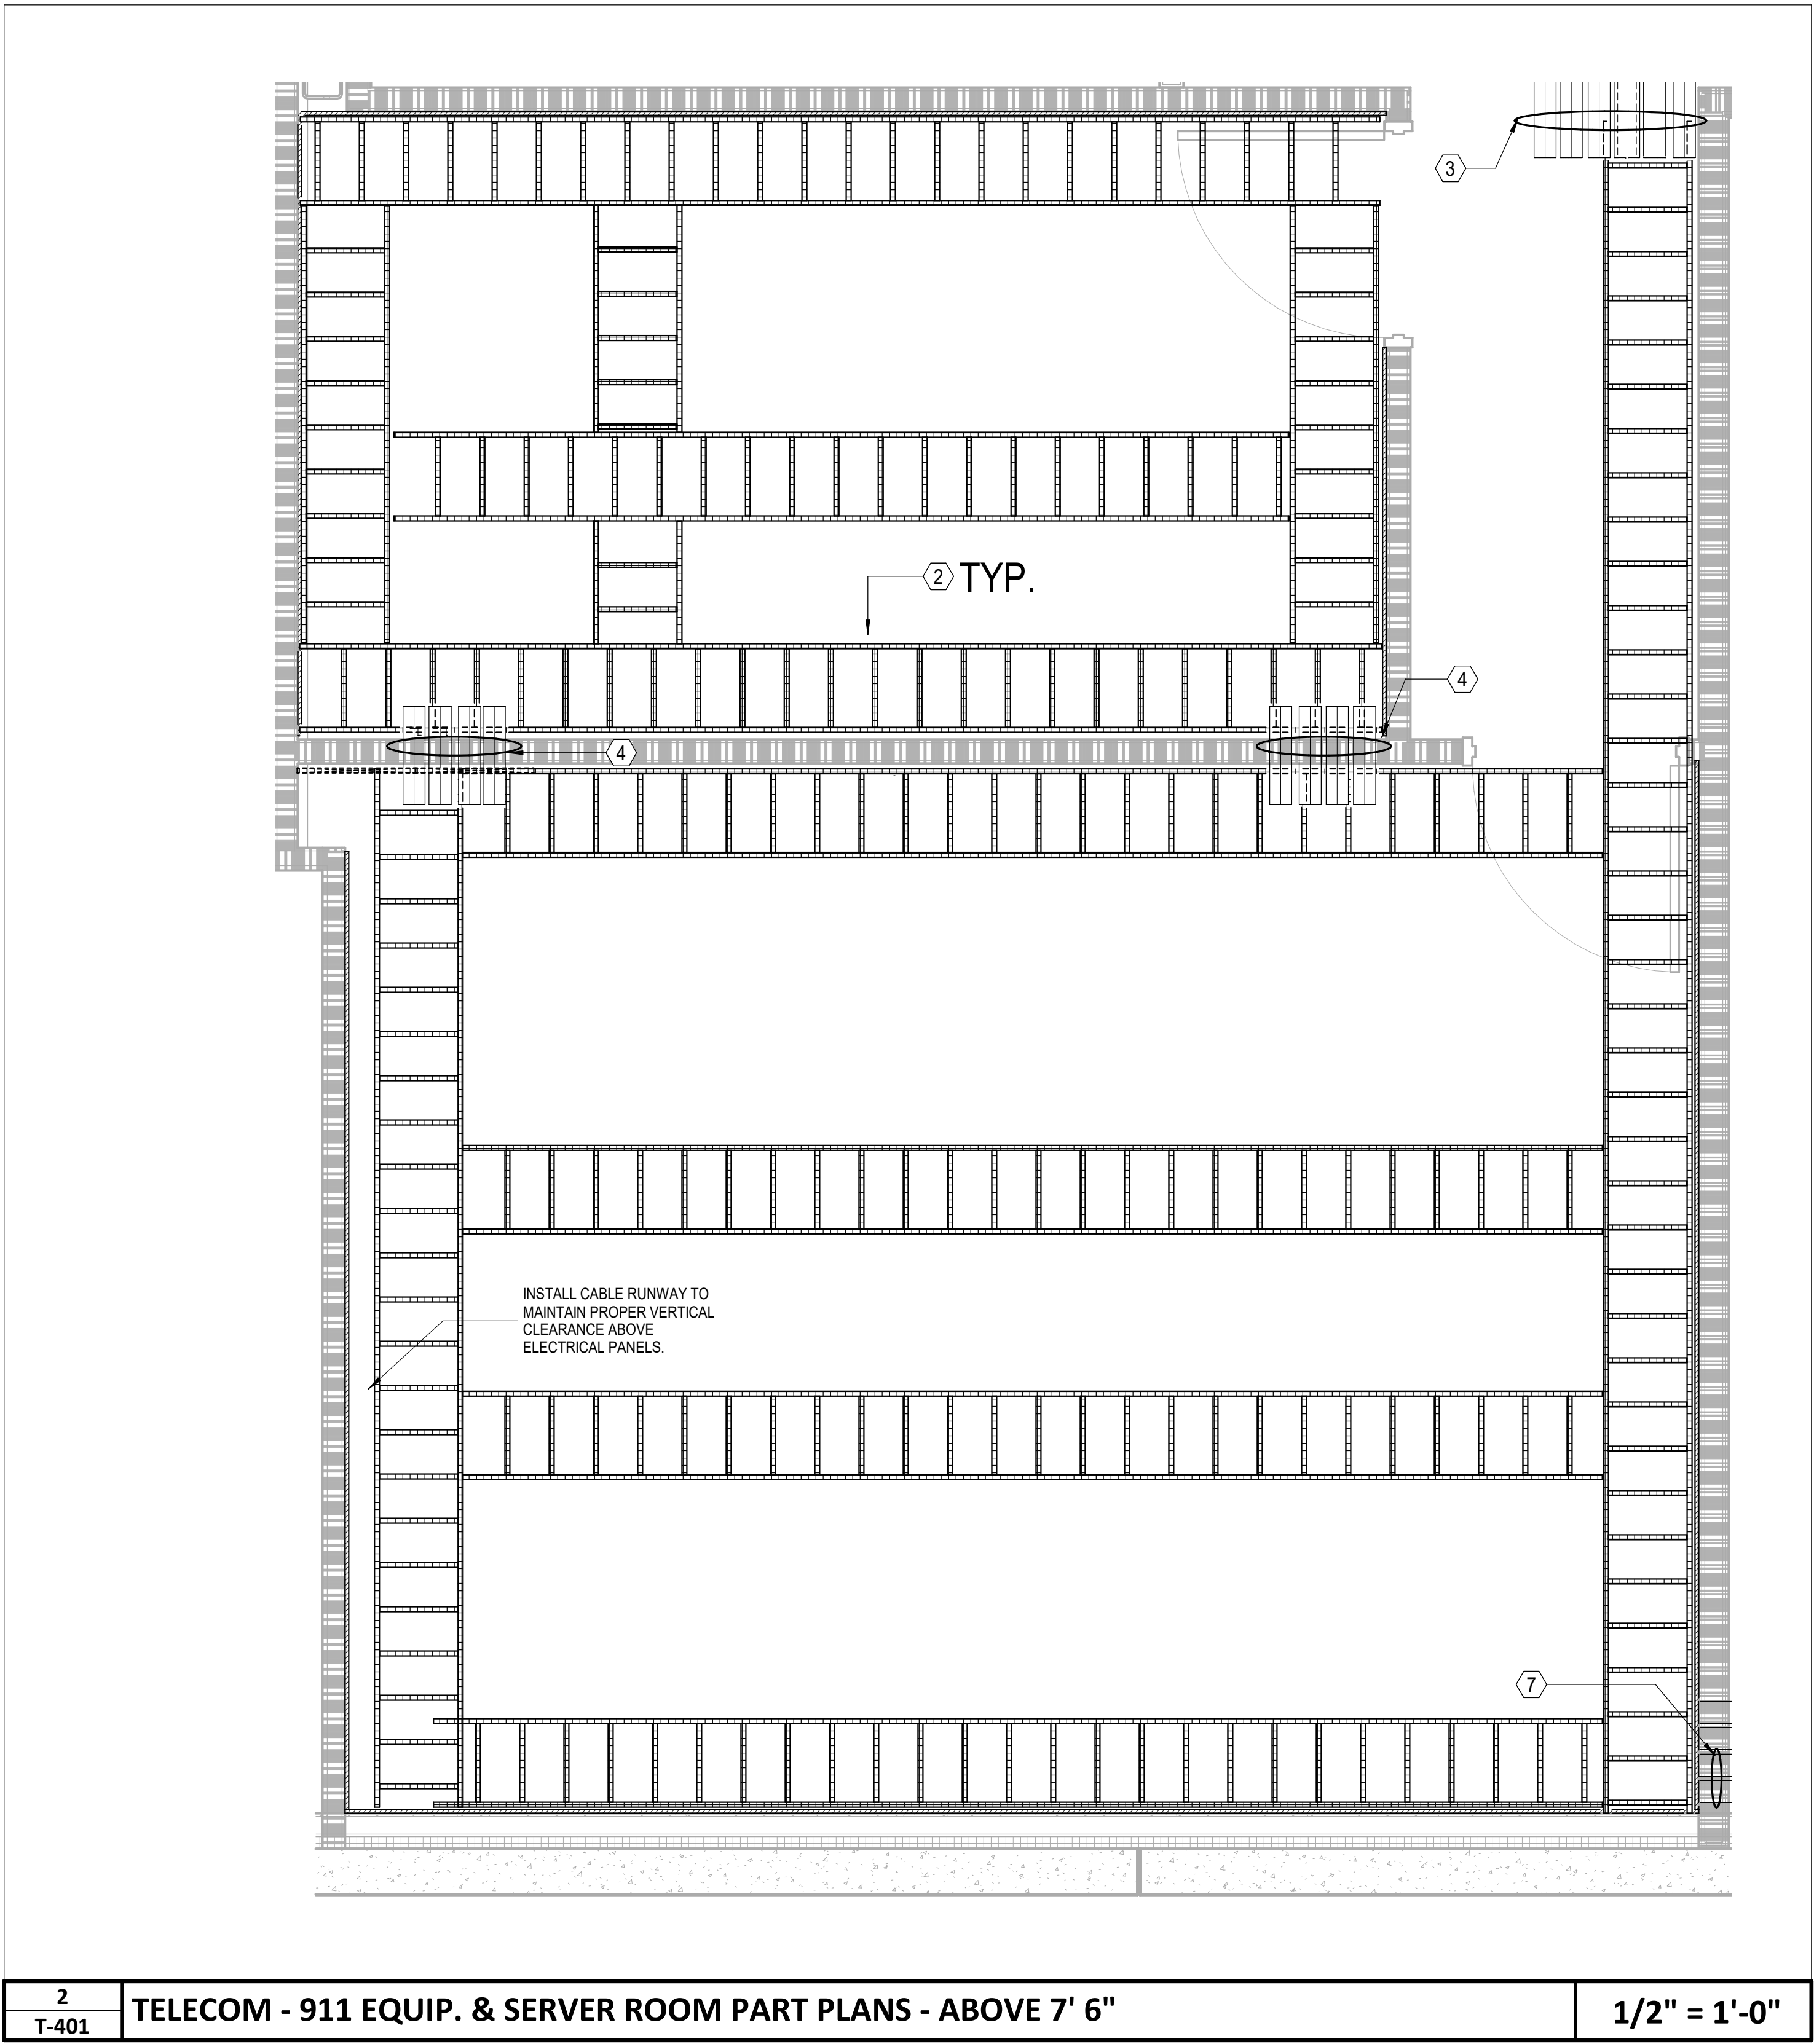 3
2 TYP.
4
4
INSTALL CABLE RUNWAY TO
MAINTAIN PROPER VERTICAL
CLEARANCE ABOVE
ELECTRICAL PANELS.
7
2
T-401
TELECOM - 911 EQUIP. & SERVER ROOM PART PLANS - ABOVE 7' 6"
1/2" = 1'-0"